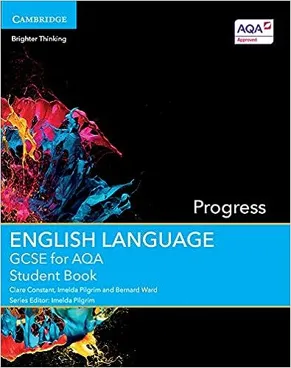 CAMBRIDGE
Brighter Thinking
AQA
Approved
Progress
ENGLISH LANGUAGE
GCSE for AQA
Student Book
Clare Constant, Imelda Pilgrim and Bernard Ward
Series Editor: Imelda Pilgrim